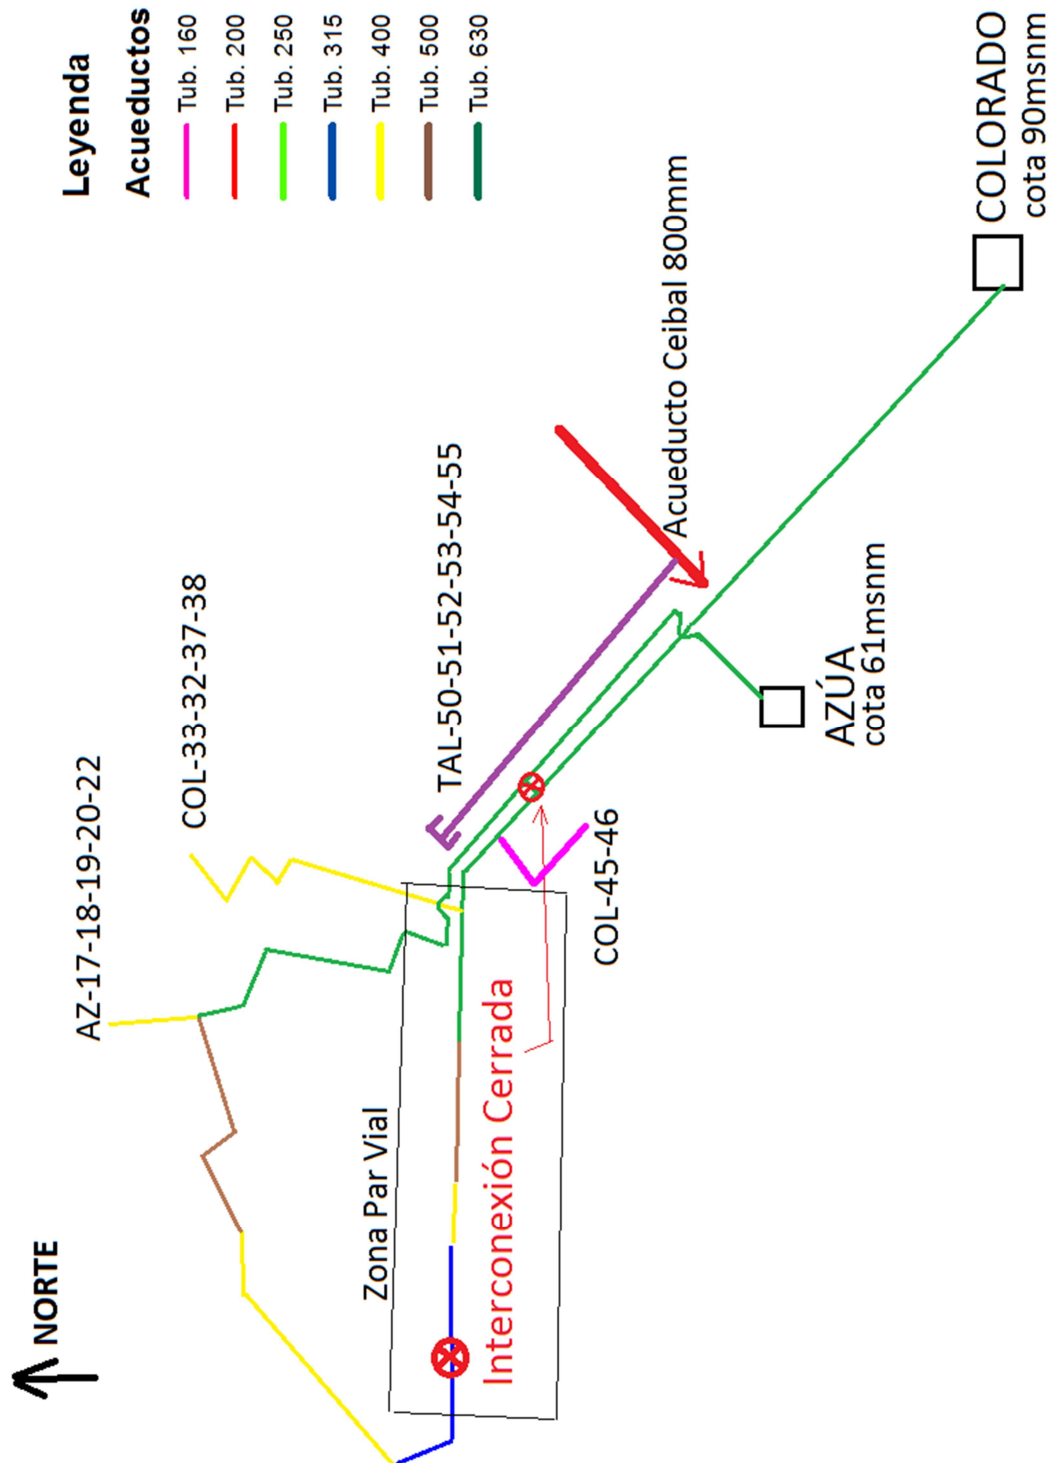 NORTE
Leyenda
Acueductos
Tub. 160
Tub. 200
Tub. 250
Tub. 315
Tub. 400
Tub. 500
Tub. 630
AZ-17-18-19-20-22
COL-33-32-37-38
Zona Par Vial
TAL-50-51-52-53-54-55
Interconexión Cerrada
COL-45-46
Acueducto Ceibal 800mm
AZÚA
cota 61msnm
COLORADO
cota 90msnm